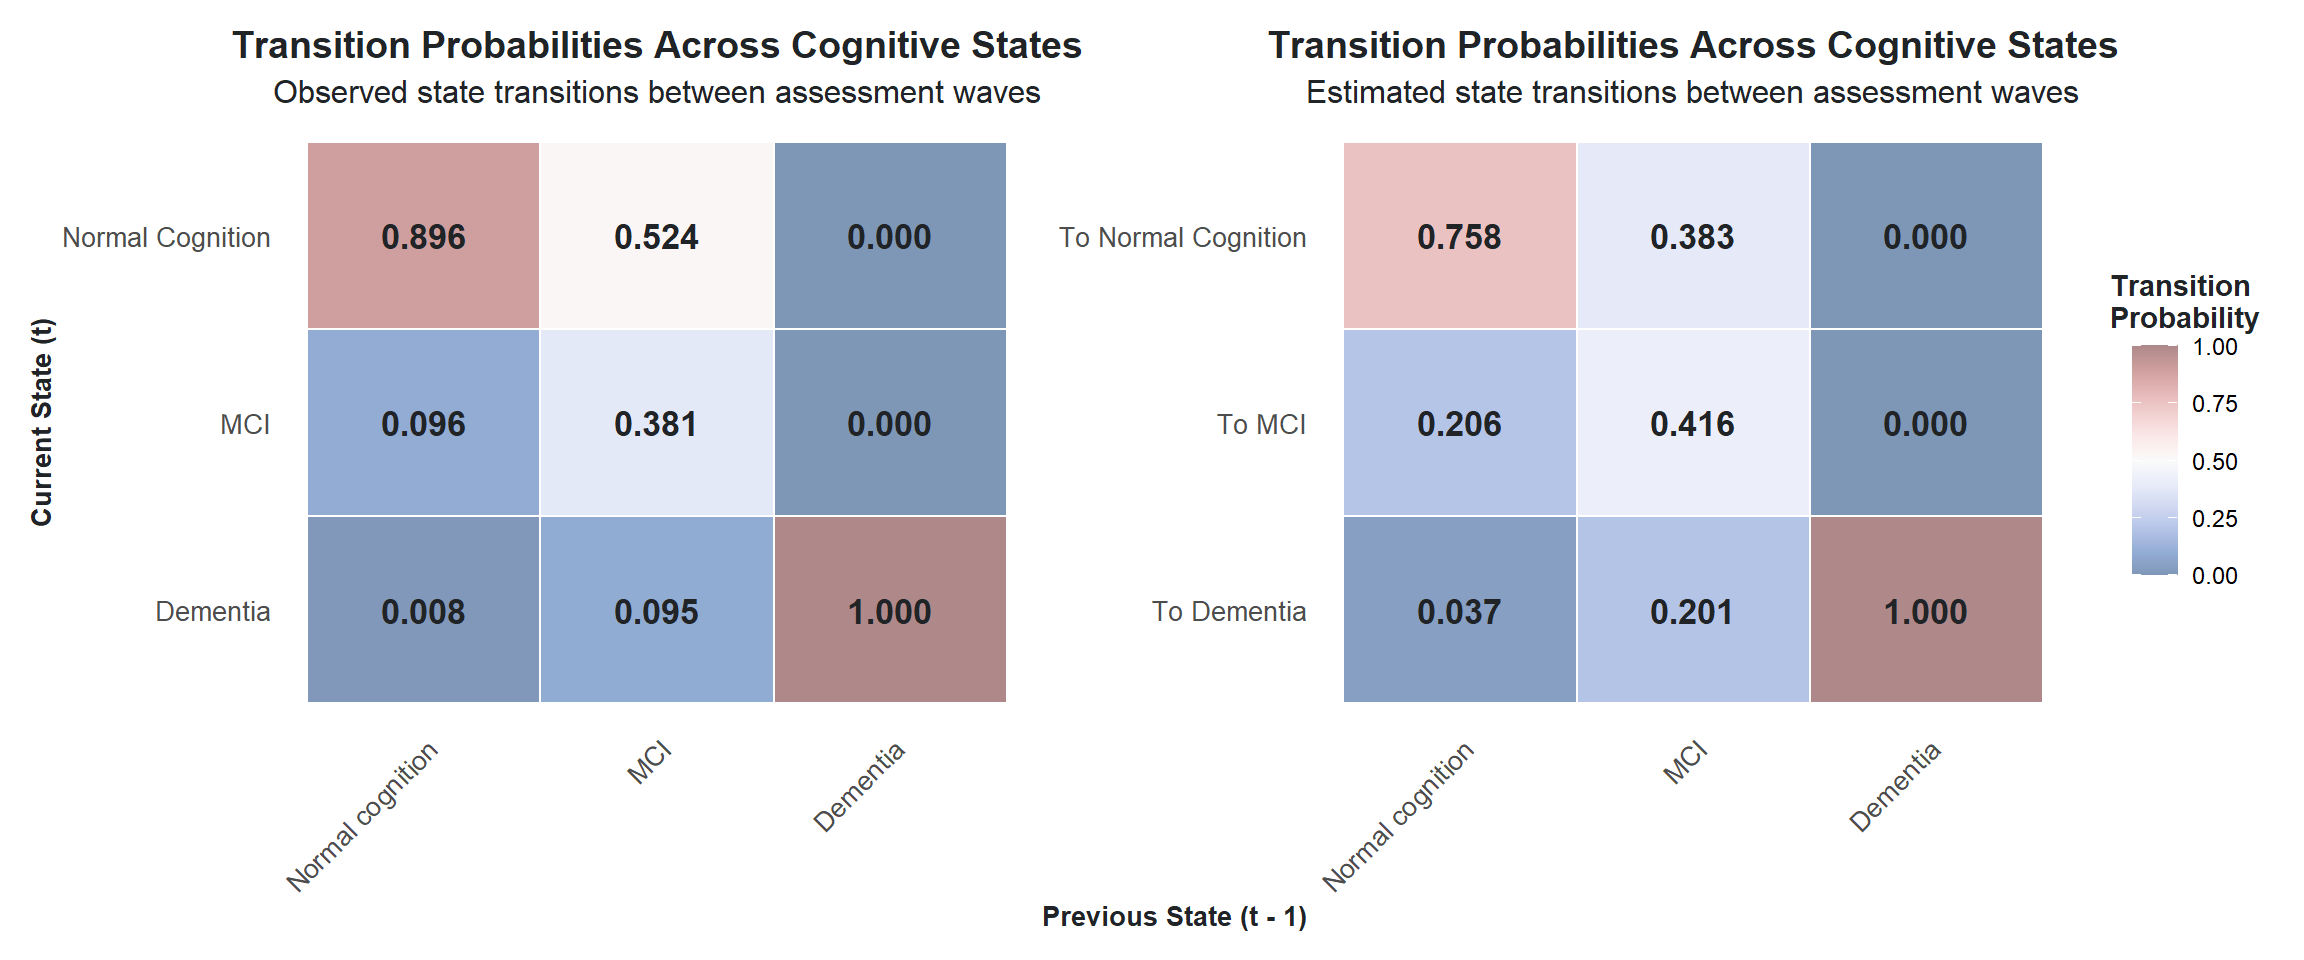 Transition Probabilities Across Cognitive States
Observed state transitions between assessment waves
Current State (t)
Normal Cognition
0.896
0.524
0.000
MCI
0.096
0.381
0.000
Dementia
0.008
0.095
1.000
Normal cognition
MCI
Dementia
Transition Probabilities Across Cognitive States
Estimated state transitions between assessment waves
To Normal Cognition
0.758
0.383
0.000
To MCI
0.206
0.416
0.000
To Dementia
0.037
0.201
1.000
Normal cognition
MCI
Dementia
Previous State (t - 1)
Transition
Probability
1.00
0.75
0.50
0.25
0.00